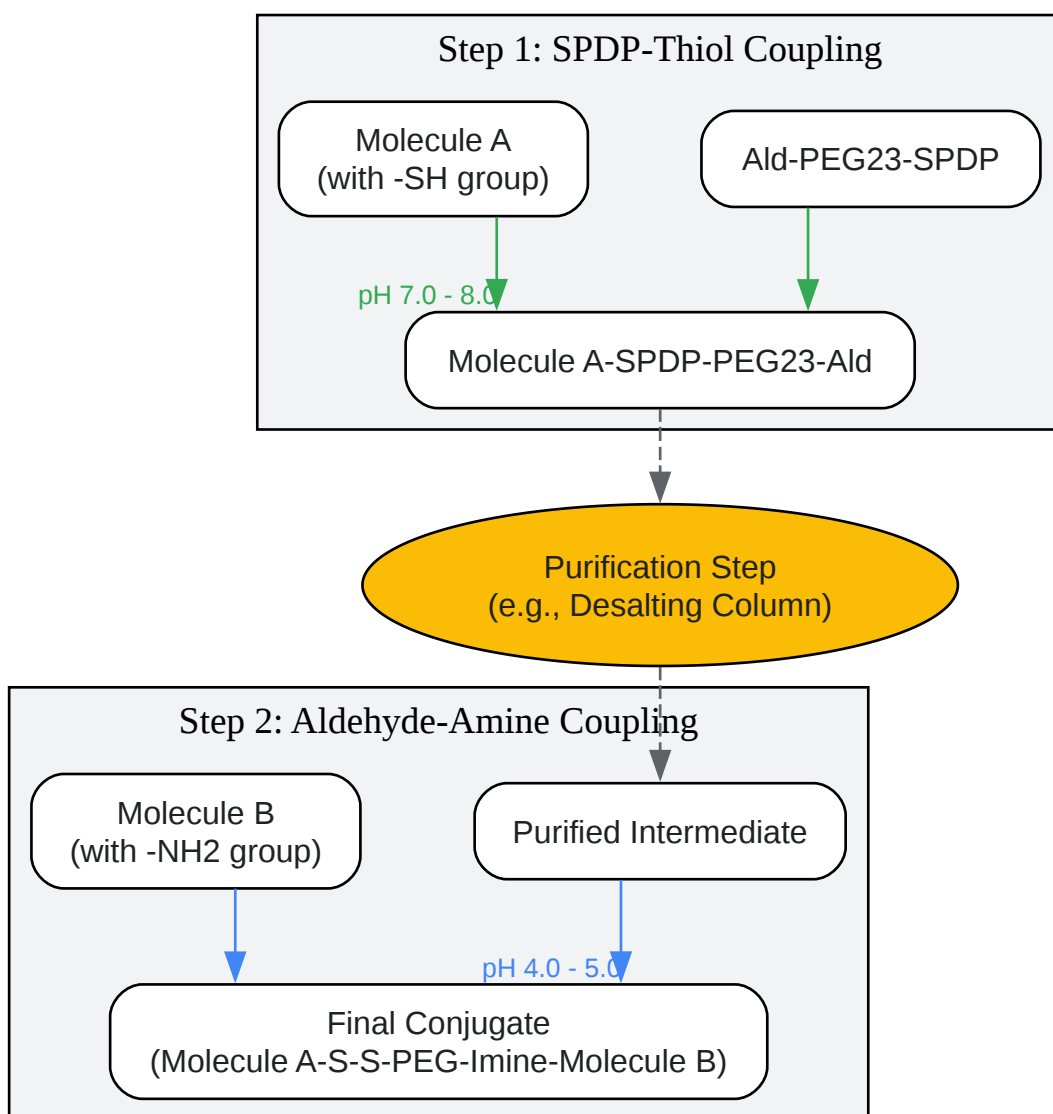 Step 1: SPDP-Thiol Coupling
Molecule A
(with -SH group)
Ald-PEG23-SPDP
pH 7.0 - 8.0
Molecule A-SPDP-PEG23-Ald
Purification Step
(e.g., Desalting Column)
Step 2: Aldehyde-Amine Coupling
Molecule B
(with -NH2 group)
Purified Intermediate
pH 4.0 - 5.0
Final Conjugate
(Molecule A-S-S-PEG-Imine-Molecule B)